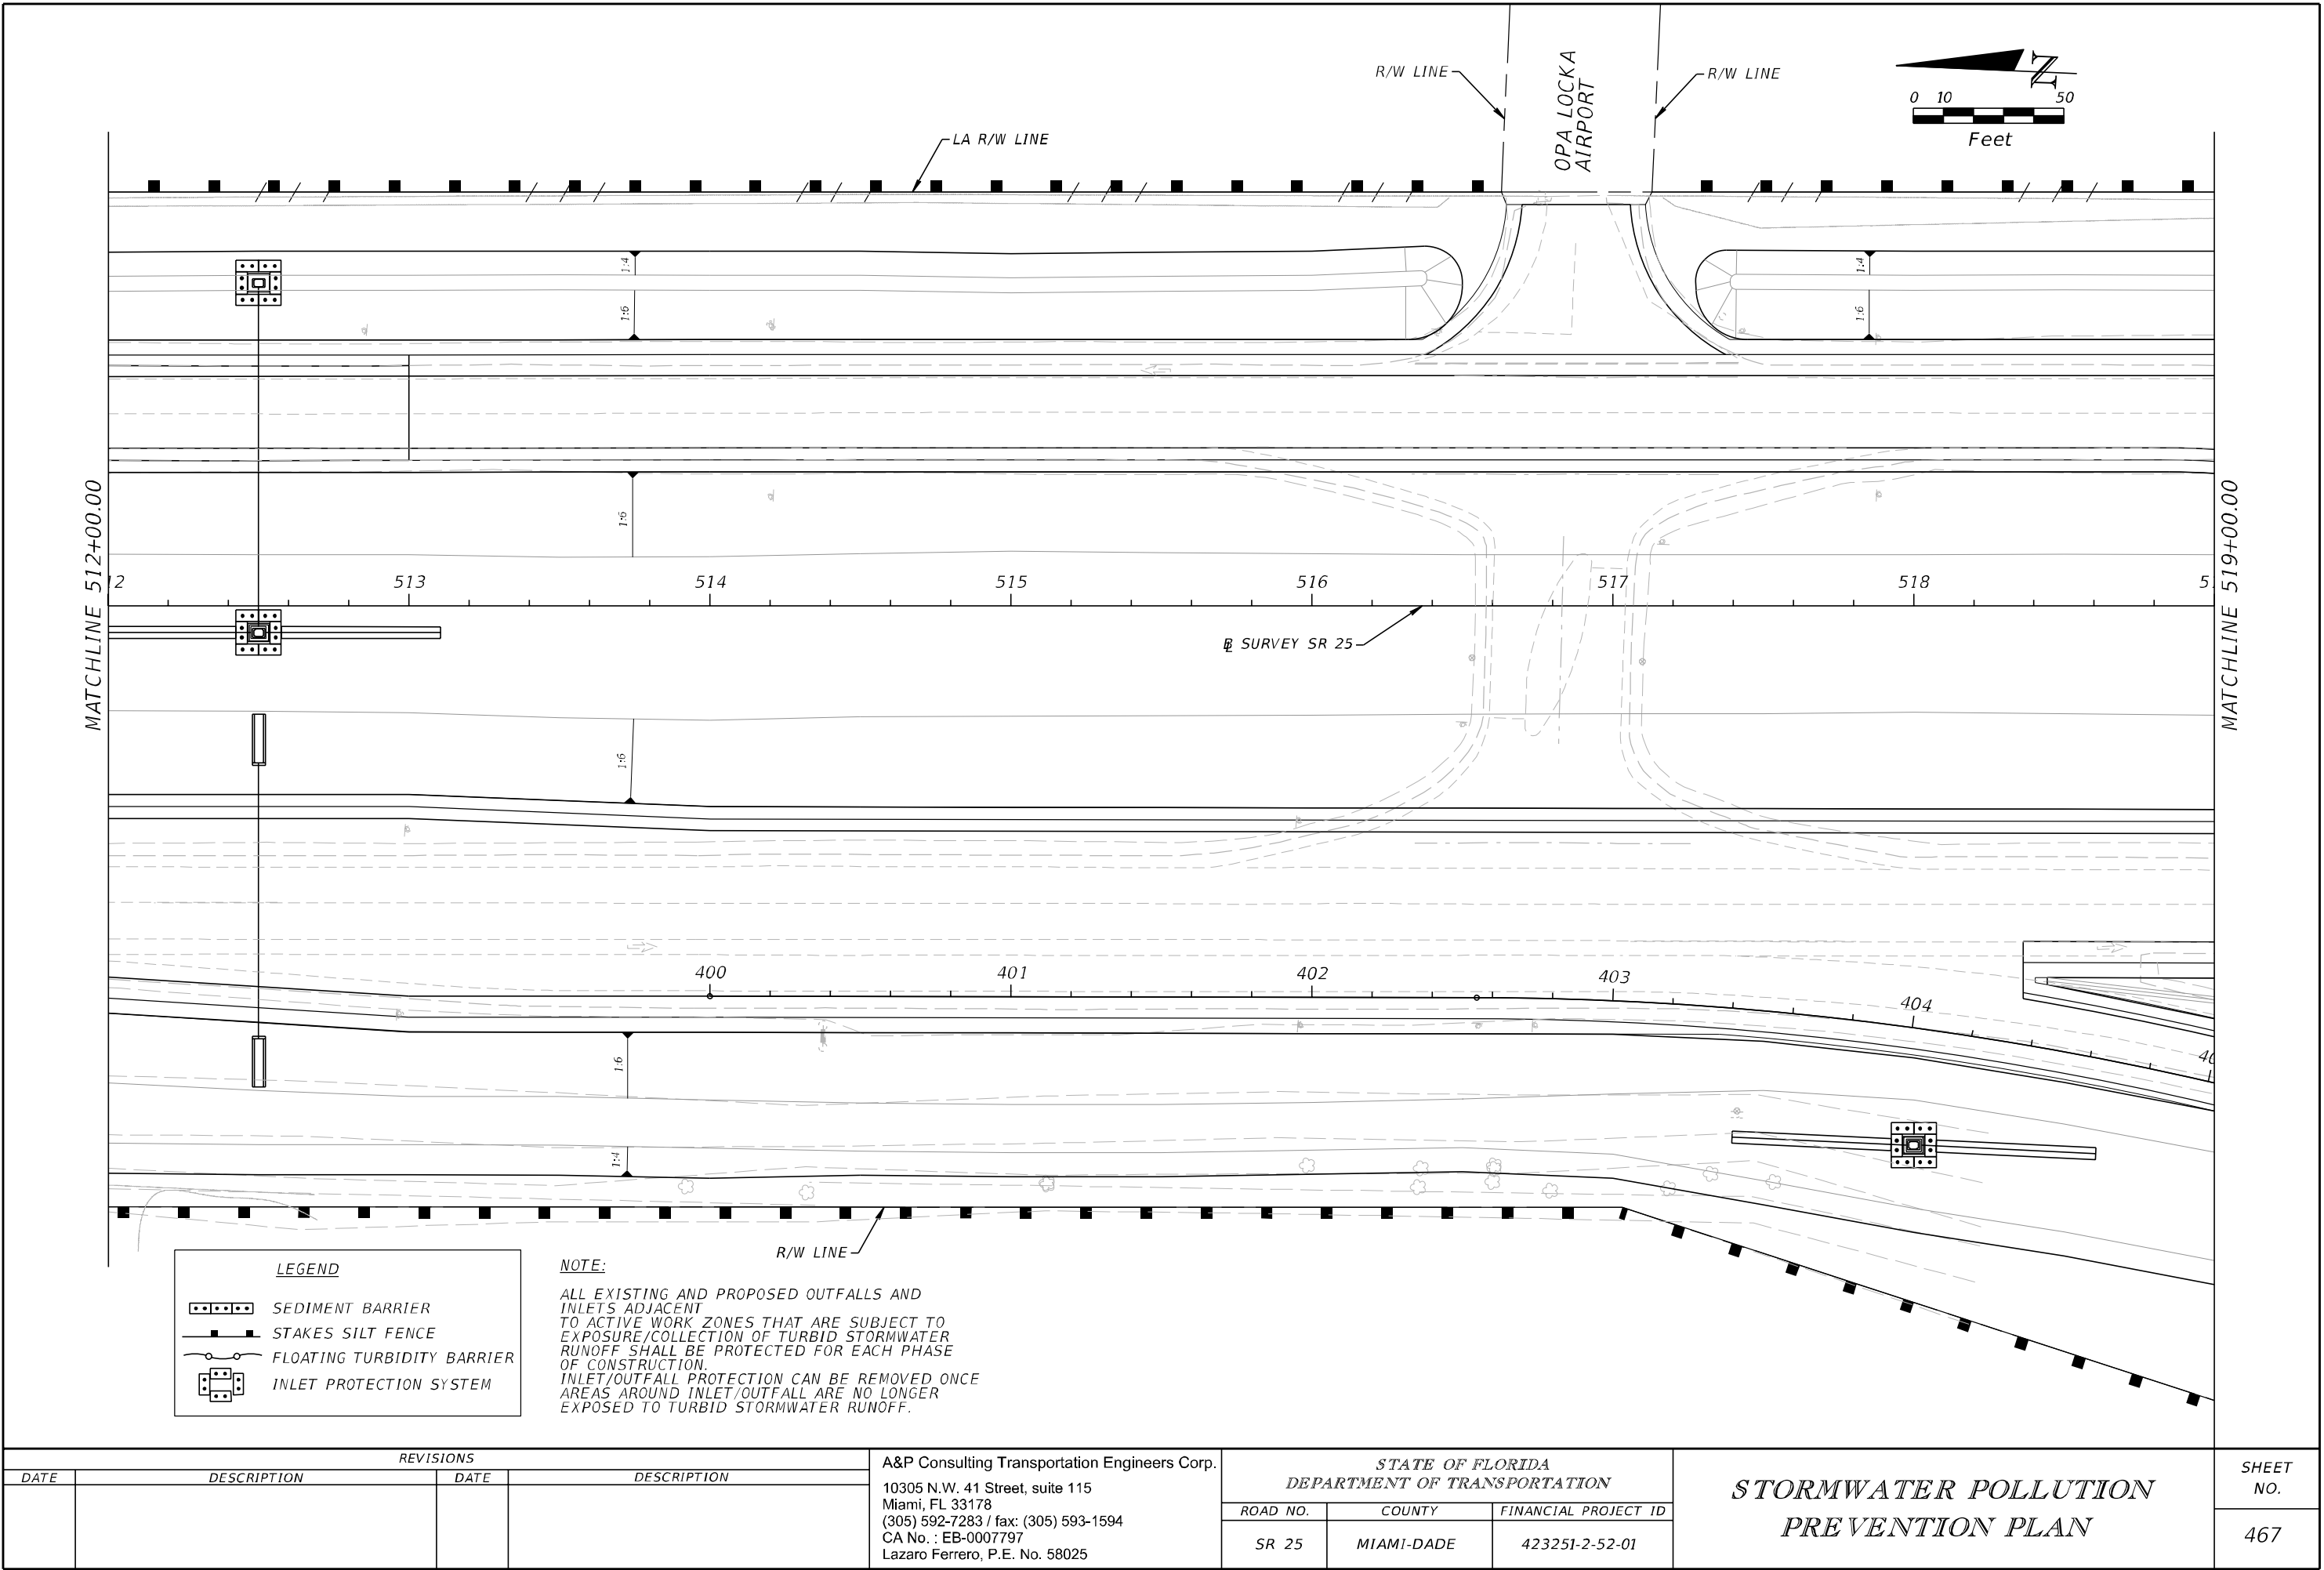 R/W LINE
OPA LOCKA
AIRPORT
R/W LINE
N
0 10 50
Feet
LA R/W LINE
1:4
1:6
1:4
1:6
1:6
MATCHLINE 512+00.00
MATCHLINE 519+00.00
12 513 514 515 516 517 518 5
BL SURVEY SR 25
1:6
400 401 402 403
404
40
1:6
1:4
R/W LINE
LEGEND
SEDIMENT BARRIER
STAKES SILT FENCE
FLOATING TURBIDITY BARRIER
INLET PROTECTION SYSTEM
NOTE:
ALL EXISTING AND PROPOSED OUTFALLS AND
INLETS ADJACENT
TO ACTIVE WORK ZONES THAT ARE SUBJECT TO
EXPOSURE/COLLECTION OF TURBID STORMWATER
RUNOFF SHALL BE PROTECTED FOR EACH PHASE
OF CONSTRUCTION.
INLET/OUTFALL PROTECTION CAN BE REMOVED ONCE
AREAS AROUND INLET/OUTFALL ARE NO LONGER
EXPOSED TO TURBID STORMWATER RUNOFF.
REVISIONS
DATE DESCRIPTION DATE DESCRIPTION
A&P Consulting Transportation Engineers Corp.
10305 N.W. 41 Street, suite 115
Miami, FL 33178
(305) 592-7283 / fax: (305) 593-1594
CA No. : EB-0007797
Lazaro Ferrero, P.E. No. 58025
STATE OF FLORIDA
DEPARTMENT OF TRANSPORTATION
ROAD NO. COUNTY FINANCIAL PROJECT ID
SR 25 MIAMI-DADE 423251-2-52-01
STORMWATER POLLUTION
PREVENTION PLAN
SHEET
NO.
467